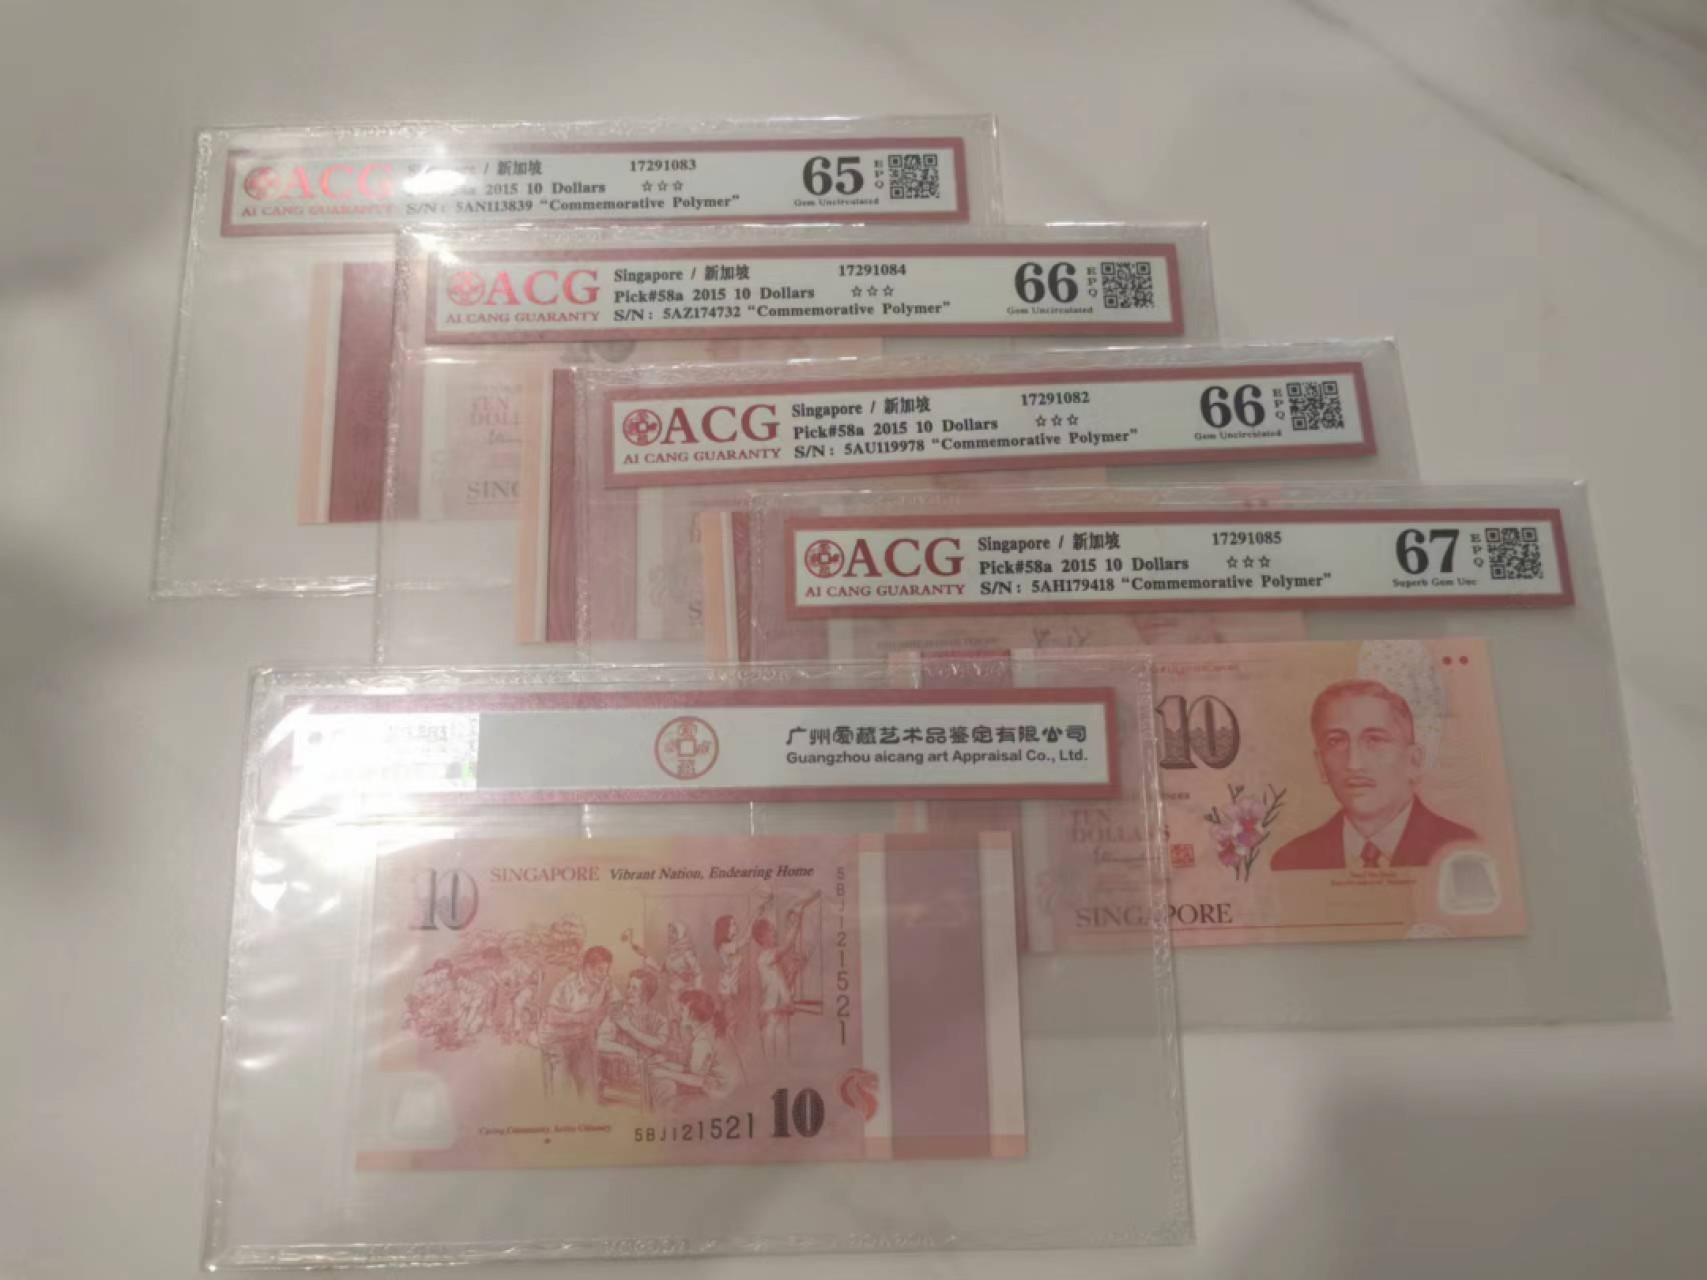 ACG
AI CANG GUARANTY
/ 新加坡
17291083
2015 10 Dollars
☆☆☆
S/N: 5AN113839 "Commemorative Polymer"
65
EPQ
Gem Uncirculated
ACG
AI CANG GUARANTY
Singapore / 新加坡
17291084
Pick#58a 2015 10 Dollars
☆☆☆
S/N: 5AZ174732 "Commemorative Polymer"
66
EPQ
Gem Uncirculated
TEN
SING
ACG
AI CANG GUARANTY
Singapore / 新加坡
17291082
Pick#58a 2015 10 Dollars
☆☆☆
S/N: 5AU119978 "Commemorative Polymer"
66
EPQ
Gem Uncirculated
ACG
AI CANG GUARANTY
Singapore / 新加坡
17291085
Pick#58a 2015 10 Dollars
☆☆☆
S/N: 5AH179418 "Commemorative Polymer"
67
EPQ
Superb Gem Unc
10
TEN
DOLLARS
SINGAPORE
广州爱藏艺术品鉴定有限公司
Guangzhou aicang art Appraisal Co., Ltd.
10
SINGAPORE Vibrant Nation, Endearing Home
5BJ121521
Caring Community, Active Citizenry
5BJ121521
10